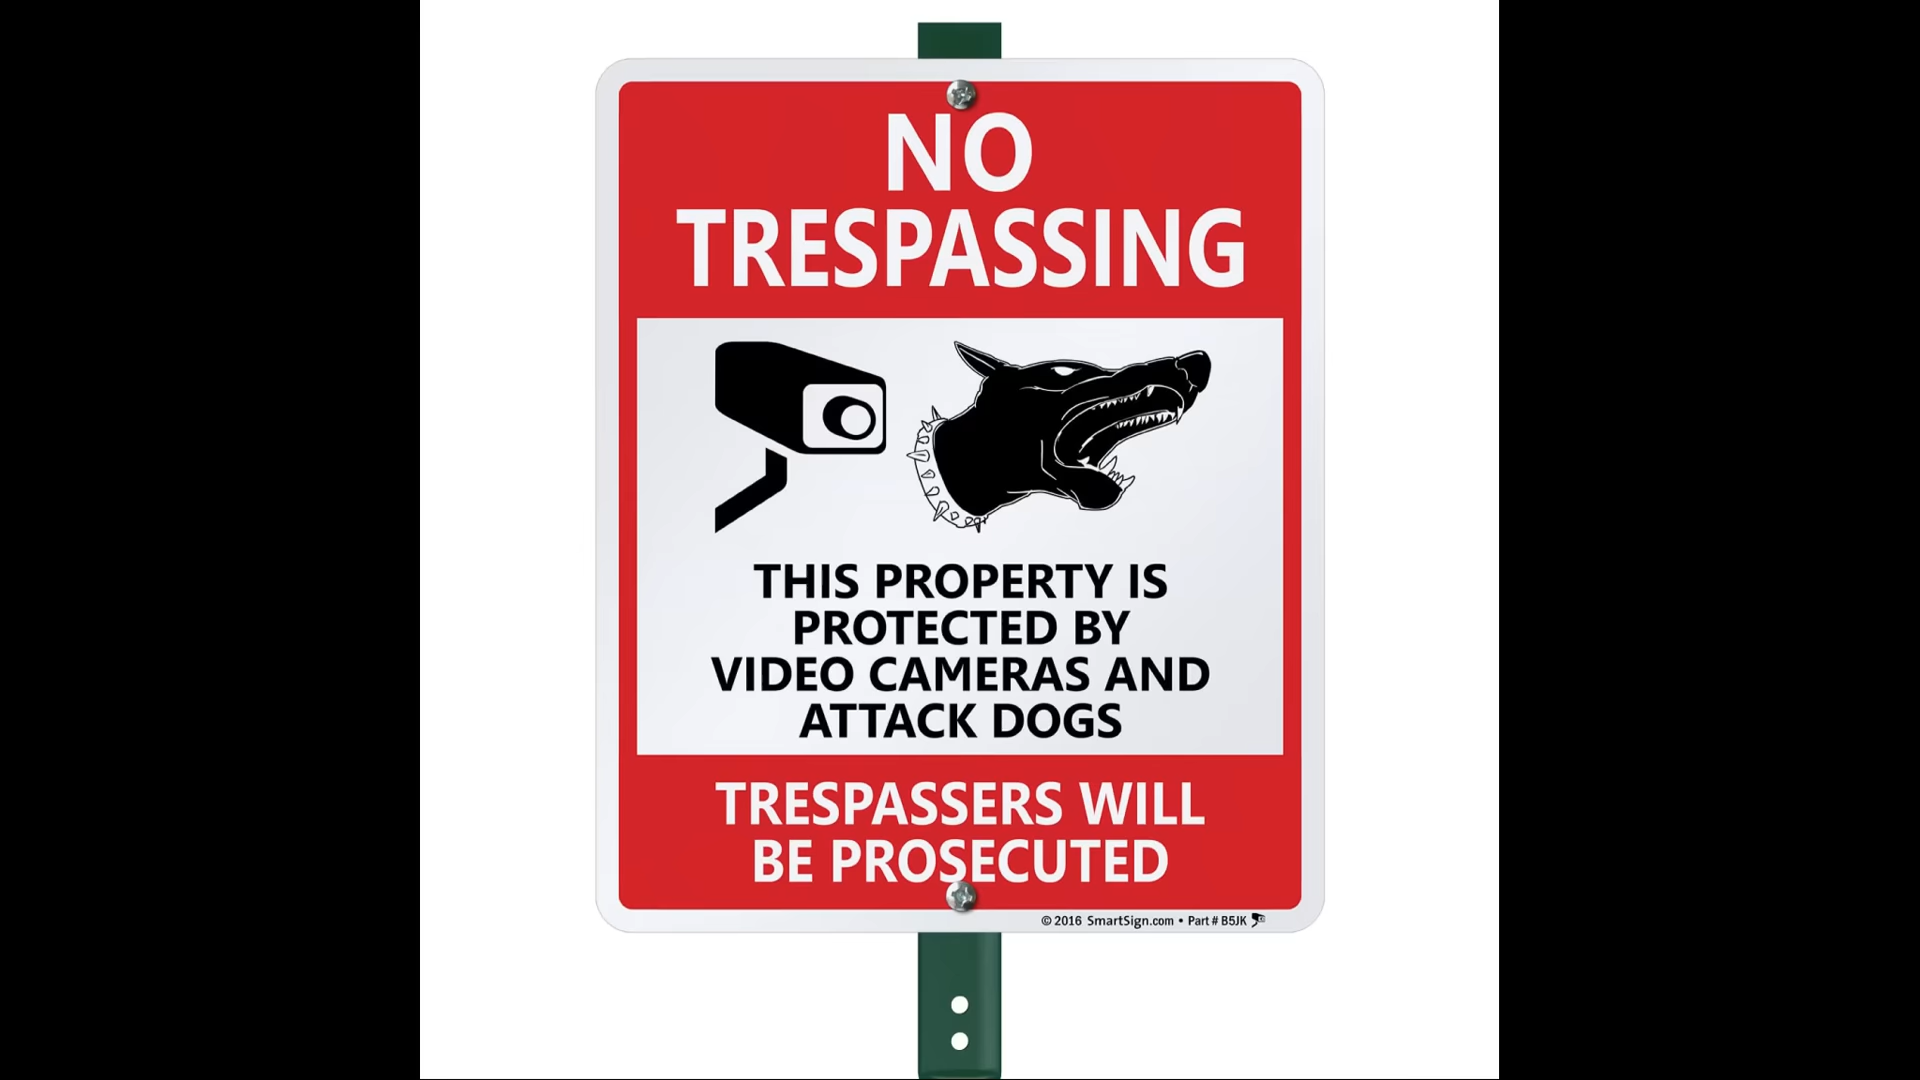 NO
TRESPASSING
THIS PROPERTY IS
PROTECTED BY
VIDEO CAMERAS AND
ATTACK DOGS
TRESPASSERS WILL
BE PROSECUTED
© 2016 SmartSign.com • Part # B5JK